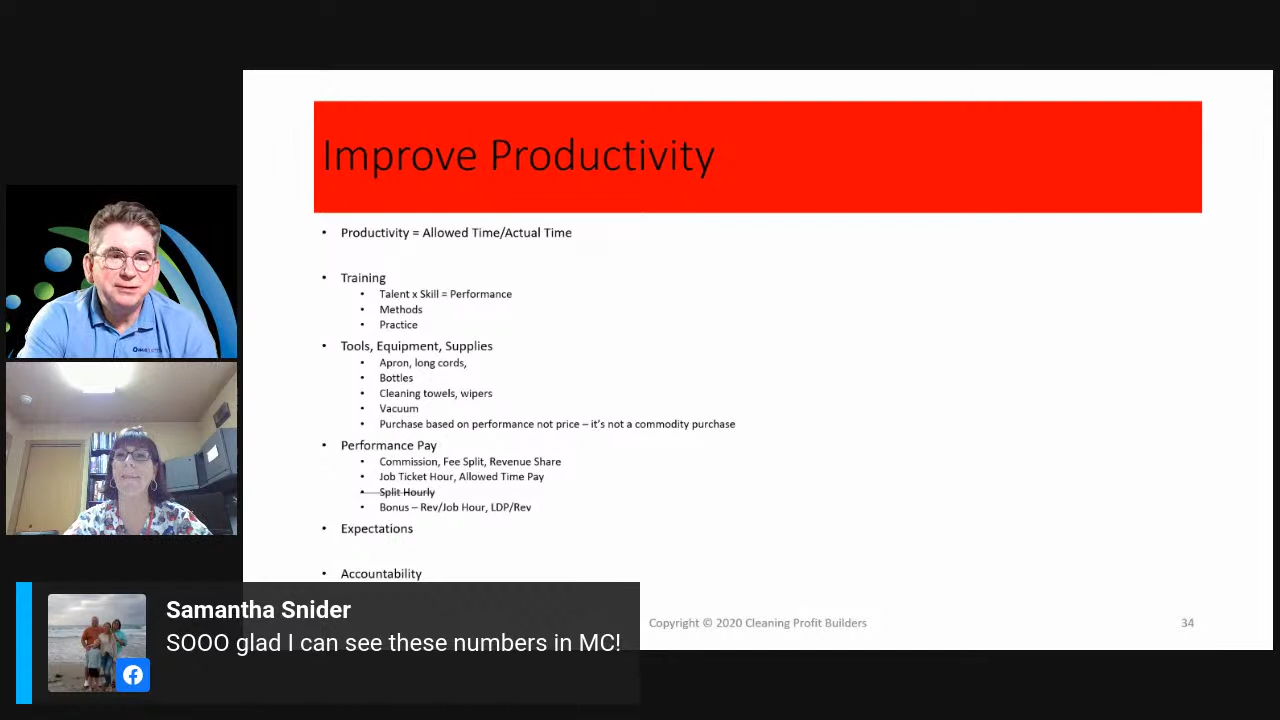 Improve Productivity
• Productivity = Allowed Time/Actual Time
• Training
• Talent x Skill = Performance
• Methods
• Practice
• Tools, Equipment, Supplies
• Apron, long cords,
• Bottles
• Cleaning towels, wipers
• Vacuum
• Purchase based on performance not price – it's not a commodity purchase
• Performance Pay
• Commission, Fee Split, Revenue Share
• Job Ticket Hour, Allowed Time Pay
• Split Hourly
• Bonus – Rev/Job Hour, LDP/Rev
• Expectations
• Accountability
Samantha Snider
SOOO glad I can see these numbers in MC!
Copyright © 2020 Cleaning Profit Builders
34